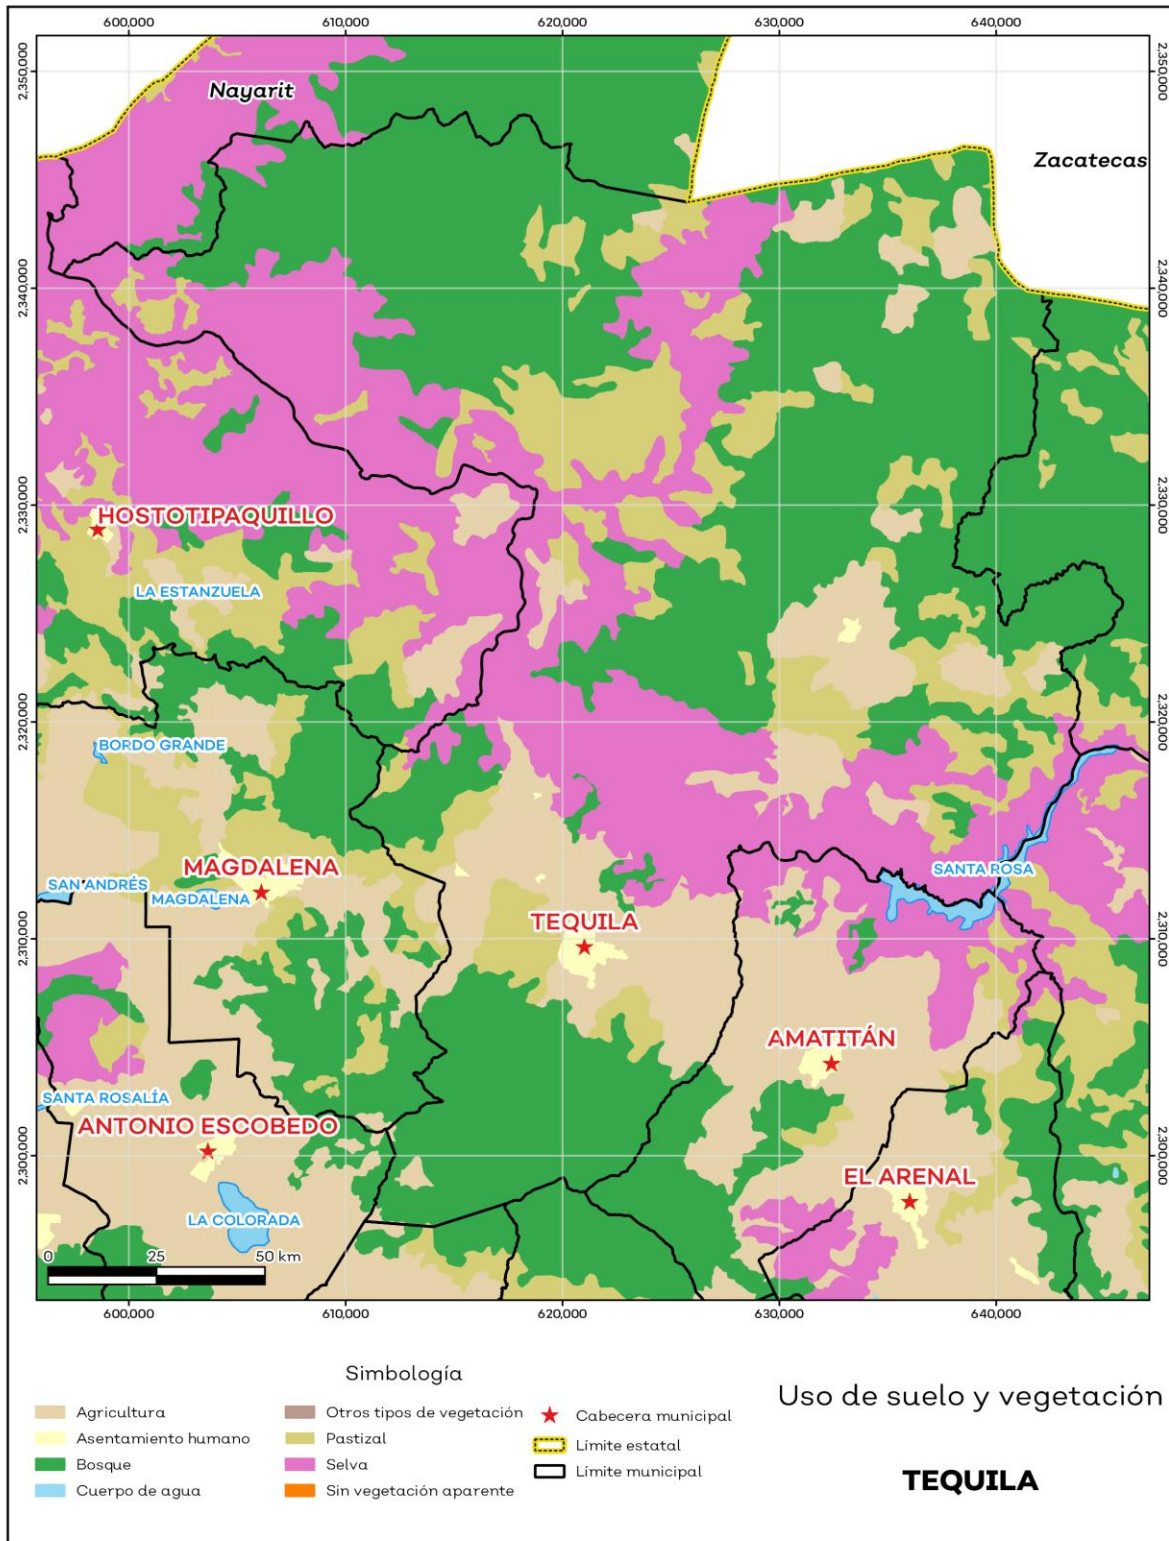 600,000 610,000 620,000 630,000 640,000
2,350,000 2,350,000
Nayarit
Zacatecas
2,340,000 2,340,000
2,330,000 2,330,000
HOSTOTIPAQUILLO
LA ESTANZUELA
2,320,000 2,320,000
BORDO GRANDE
MAGDALENA
SANTA ROSA
SAN ANDRÉS
MAGDALENA
TEQUILA
2,310,000 2,310,000
AMATITÁN
SANTA ROSALÍA
ANTONIO ESCOBEDO
2,300,000 2,300,000
EL ARENAL
LA COLORADA
0 25 50 km
600,000 610,000 620,000 630,000 640,000
Simbología
Agricultura
Asentamiento humano
Bosque
Cuerpo de agua
Otros tipos de vegetación
Pastizal
Selva
Sin vegetación aparente
Cabecera municipal
Límite estatal
Límite municipal
Uso de suelo y vegetación
TEQUILA